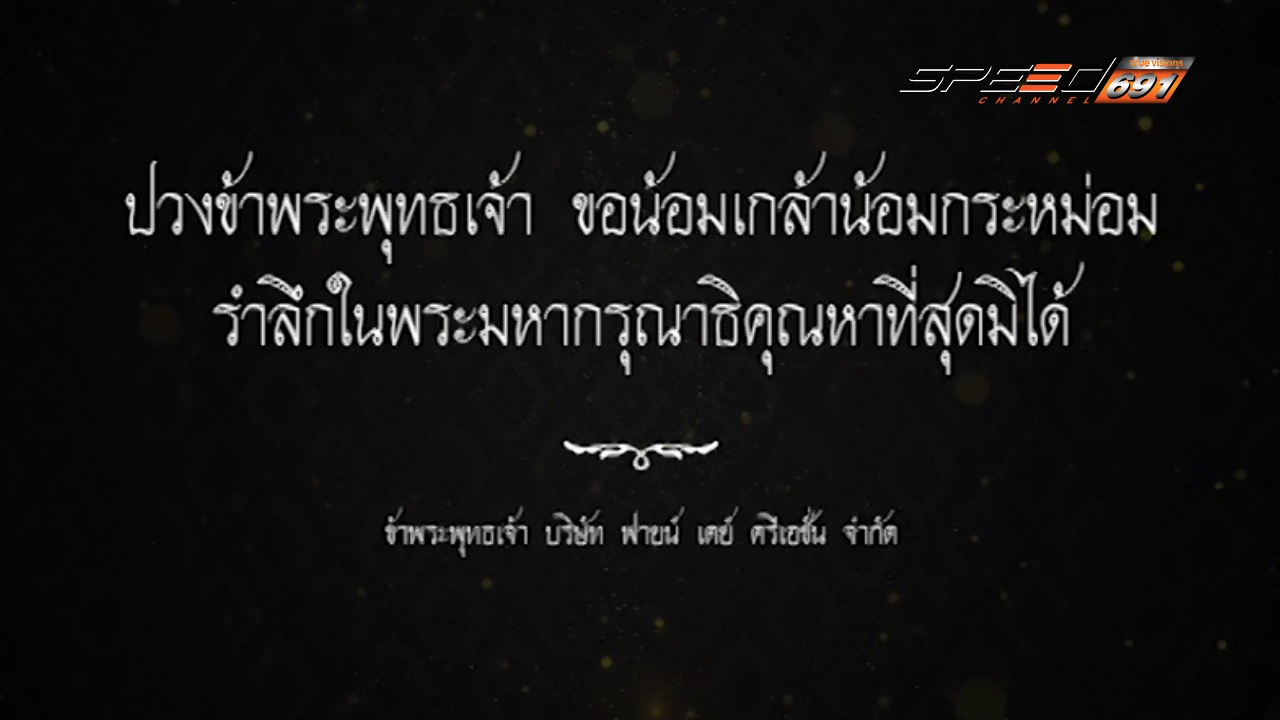 SPEED
CHANNEL
true visions
691
ปวงข้าพระพุทธเจ้า ขอน้อมเกล้าน้อมกระหม่อม
รำลึกในพระมหากรุณาธิคุณหาที่สุดมิได้
ข้าพระพุทธเจ้า บริษัท ฟายน์ เดย์ ครีเอชั่น จำกัด